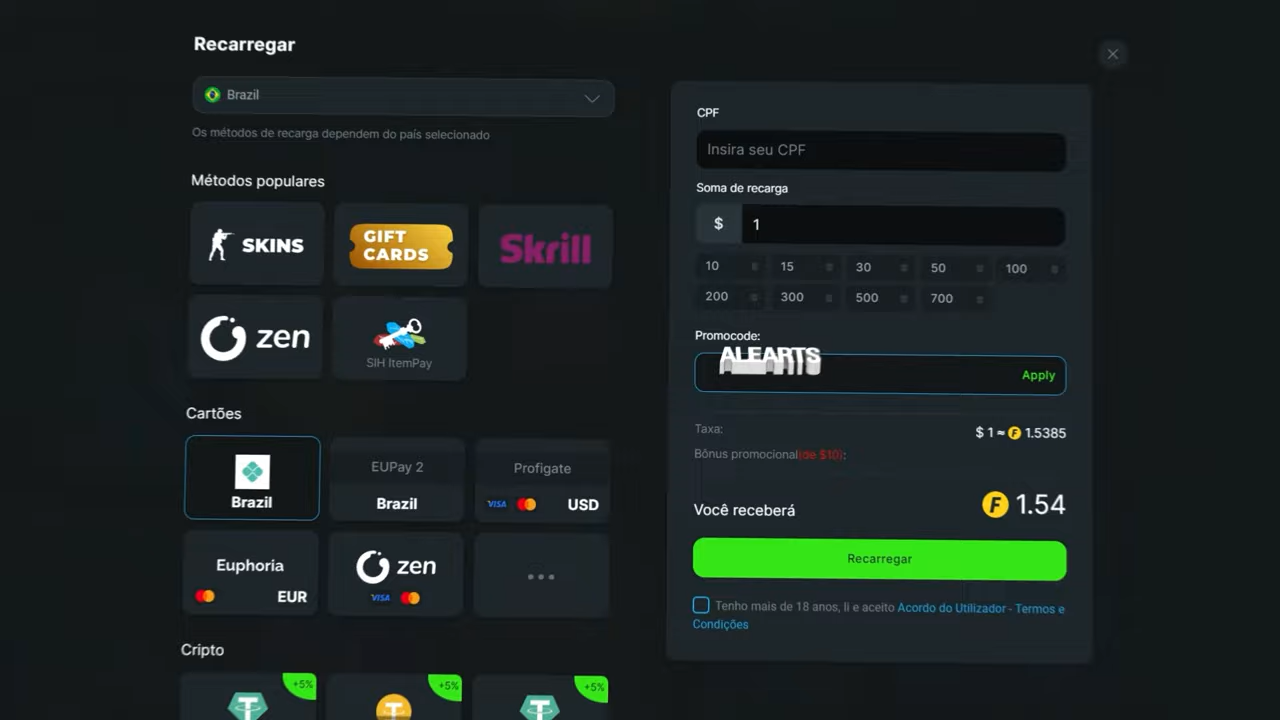 Recarregar
Brazil
Os métodos de recarga dependem do país selecionado
Métodos populares
SKINS
GIFT
CARDS
Skrill
zen
SIH ItemPay
Cartões
Brazil
EUPay 2
Brazil
Profigate
VISA
USD
Euphoria
EUR
zen
VISA
Cripto
+5%
+5%
+5%
CPF
Insira seu CPF
Soma de recarga
$ 1
10 15 30 50 100
200 300 500 700
Promocode:
ALEARTS
Apply
Taxa: $ 1 ≈ F 1.5385
Bônus promocional(de $10):
Você receberá F 1.54
Recarregar
Tenho mais de 18 anos, li e aceito Acordo do Utilizador - Termos e
Condições